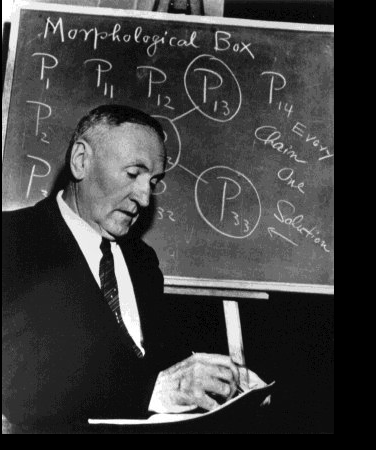 Morphological Box
P1 P11 P12 P13 P14
P2
P3 32 P33
Every
Chain
One
Solution